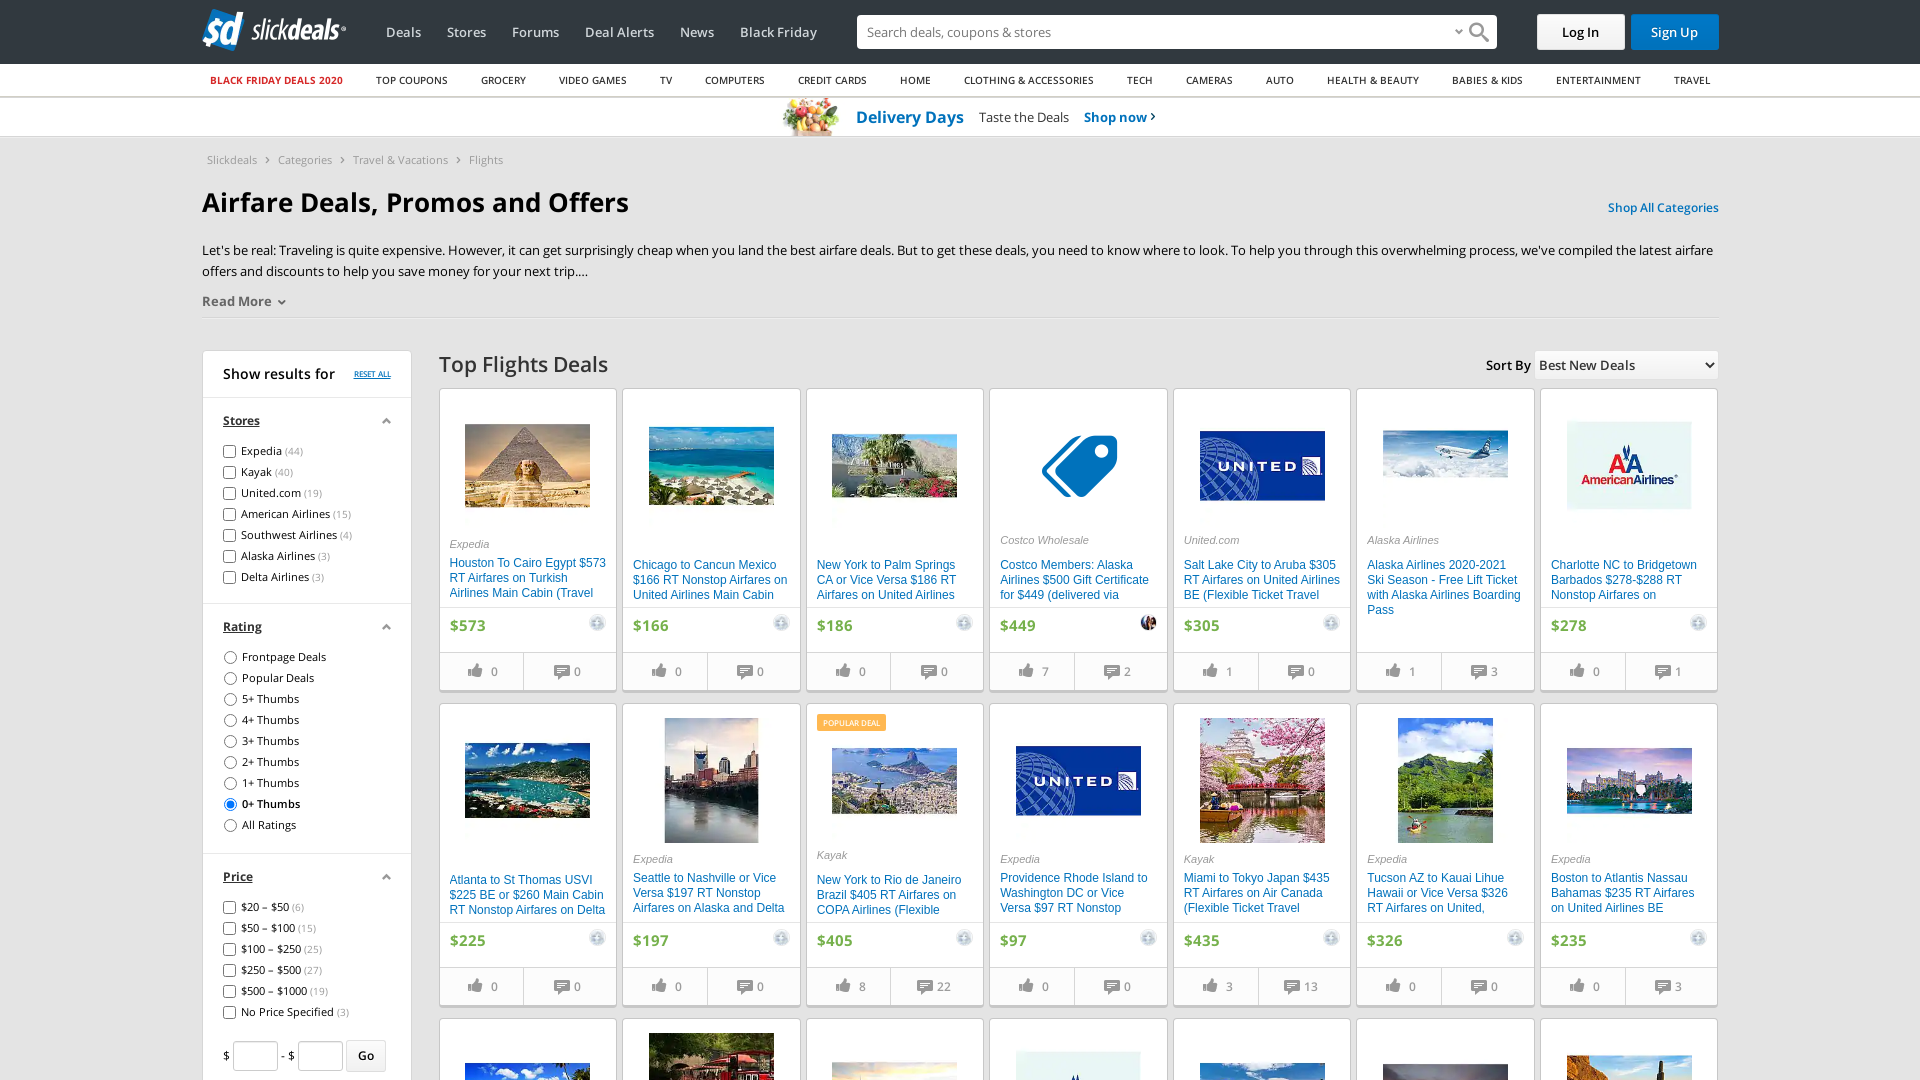 sd slickdeals
Deals
Stores
Forums
Deal Alerts
News
Black Friday
Search deals, coupons & stores
Log In
Sign Up
BLACK FRIDAY DEALS 2020
TOP COUPONS
GROCERY
VIDEO GAMES
TV
COMPUTERS
CREDIT CARDS
HOME
CLOTHING & ACCESSORIES
TECH
CAMERAS
AUTO
HEALTH & BEAUTY
BABIES & KIDS
ENTERTAINMENT
TRAVEL
Delivery Days Taste the Deals Shop now
Slickdeals > Categories > Travel & Vacations > Flights
Airfare Deals, Promos and Offers
Shop All Categories
Let's be real: Traveling is quite expensive. However, it can get surprisingly cheap when you land the best airfare deals. But to get these deals, you need to know where to look. To help you through this overwhelming process, we've compiled the latest airfare
offers and discounts to help you save money for your next trip....
Read More
Show results for RESET ALL
Stores
Expedia (44)
Kayak (40)
United.com (19)
American Airlines (15)
Southwest Airlines (4)
Alaska Airlines (3)
Delta Airlines (3)
Rating
Frontpage Deals
Popular Deals
5+ Thumbs
4+ Thumbs
3+ Thumbs
2+ Thumbs
1+ Thumbs
0+ Thumbs
All Ratings
Price
$20 – $50 (6)
$50 – $100 (15)
$100 – $250 (25)
$250 – $500 (27)
$500 – $1000 (19)
No Price Specified (3)
$ - $ Go
Top Flights Deals
Sort By Best New Deals
Expedia
Houston To Cairo Egypt $573
RT Airfares on Turkish
Airlines Main Cabin (Travel
$573
0 0
Chicago to Cancun Mexico
$166 RT Nonstop Airfares on
United Airlines Main Cabin
$166
0 0
New York to Palm Springs
CA or Vice Versa $186 RT
Airfares on United Airlines
$186
0 0
Costco Wholesale
Costco Members: Alaska
Airlines $500 Gift Certificate
for $449 (delivered via
$449
7 2
UNITED
United.com
Salt Lake City to Aruba $305
RT Airfares on United Airlines
BE (Flexible Ticket Travel
$305
1 0
Alaska Airlines
Alaska Airlines 2020-2021
Ski Season - Free Lift Ticket
with Alaska Airlines Boarding
Pass
1 3
AA
AmericanAirlines
Charlotte NC to Bridgetown
Barbados $278-$288 RT
Nonstop Airfares on
$278
0 1
Atlanta to St Thomas USVI
$225 BE or $260 Main Cabin
RT Nonstop Airfares on Delta
$225
0 0
Expedia
Seattle to Nashville or Vice
Versa $197 RT Nonstop
Airfares on Alaska and Delta
$197
0 0
POPULAR DEAL
Kayak
New York to Rio de Janeiro
Brazil $405 RT Airfares on
COPA Airlines (Flexible
$405
8 22
UNITED
Expedia
Providence Rhode Island to
Washington DC or Vice
Versa $97 RT Nonstop
$97
0 0
Kayak
Miami to Tokyo Japan $435
RT Airfares on Air Canada
(Flexible Ticket Travel
$435
3 13
Expedia
Tucson AZ to Kauai Lihue
Hawaii or Vice Versa $326
RT Airfares on United,
$326
0 0
Expedia
Boston to Atlantis Nassau
Bahamas $235 RT Airfares
on United Airlines BE
$235
0 3